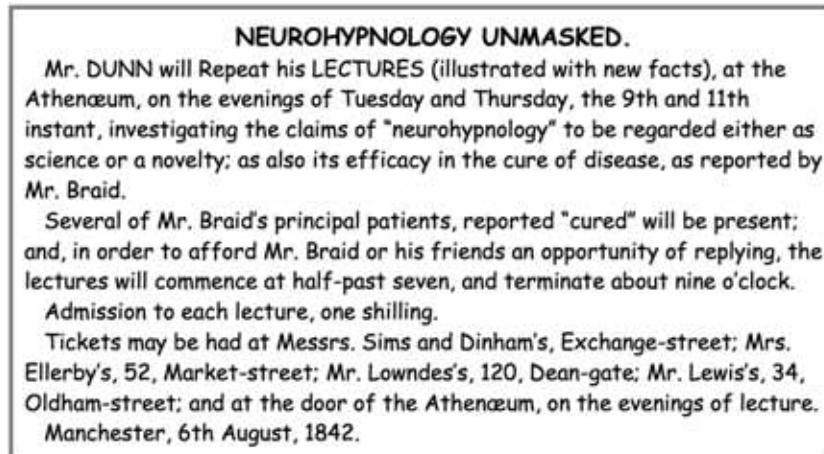 NEUROHYPNOLOGY UNMASKED.
Mr. DUNN will Repeat his LECTURES (illustrated with new facts), at the
Athenæum, on the evenings of Tuesday and Thursday, the 9th and 11th
instant, investigating the claims of "neurohypnology" to be regarded either as
science or a novelty; as also its efficacy in the cure of disease, as reported by
Mr. Braid.
Several of Mr. Braid's principal patients, reported "cured" will be present;
and, in order to afford Mr. Braid or his friends an opportunity of replying, the
lectures will commence at half-past seven, and terminate about nine o'clock.
Admission to each lecture, one shilling.
Tickets may be had at Messrs. Sims and Dinham's, Exchange-street; Mrs.
Ellerby's, 52, Market-street; Mr. Lowndes's, 120, Dean-gate; Mr. Lewis's, 34,
Oldham-street; and at the door of the Athenæum, on the evenings of lecture.
Manchester, 6th August, 1842.